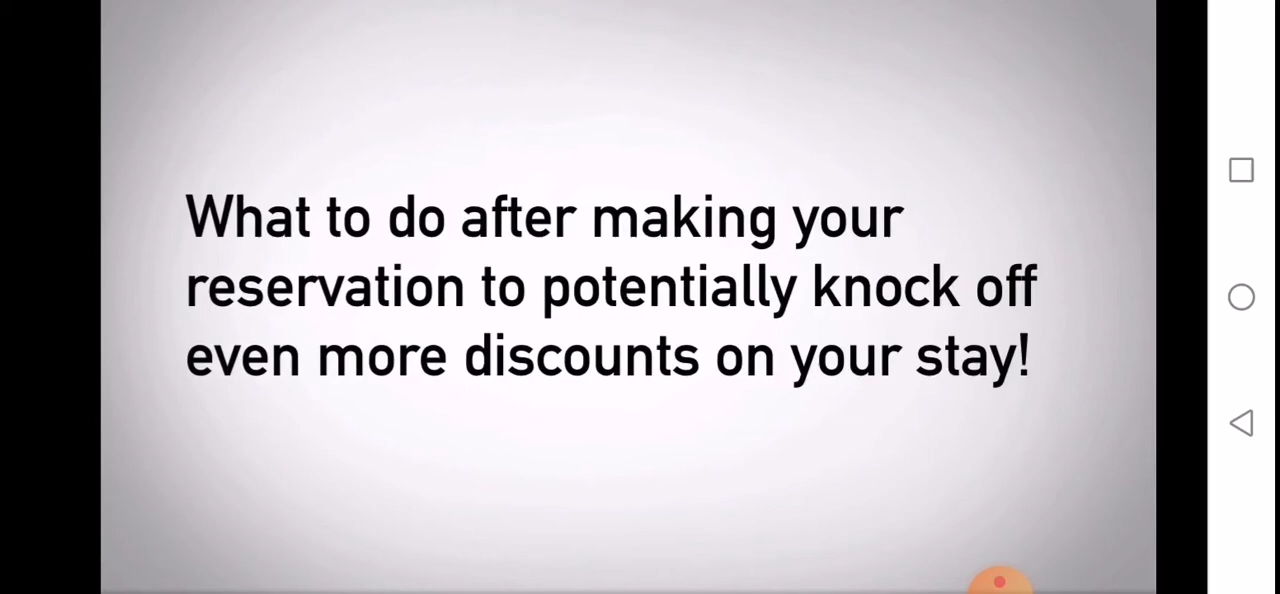 What to do after making your
reservation to potentially knock off
even more discounts on your stay!